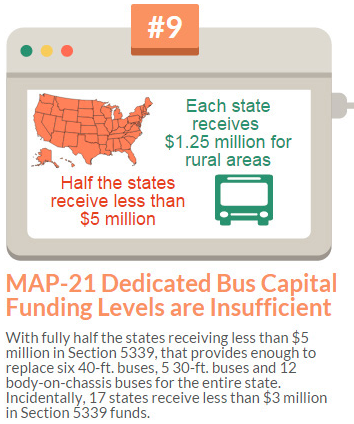 #9
Each state
receives
$1.25 million for
rural areas
Half the states
receive less than
$5 million
MAP-21 Dedicated Bus Capital
Funding Levels are Insufficient
With fully half the states receiving less than $5
million in Section 5339, that provides enough to
replace six 40-ft. buses, 5 30-ft. buses and 12
body-on-chassis buses for the entire state.
Incidentally, 17 states receive less than $3 million
in Section 5339 funds.